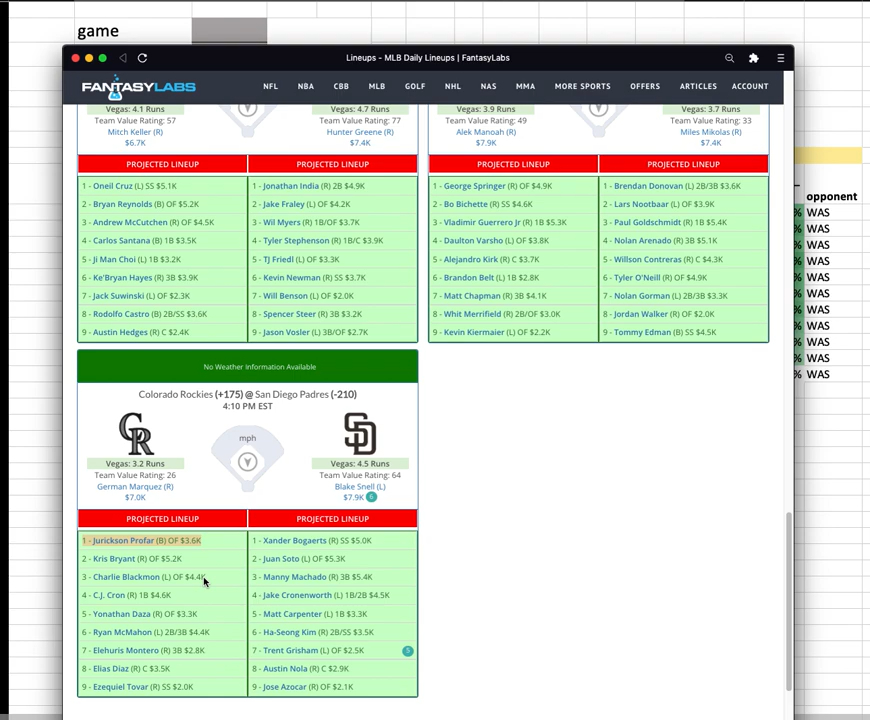 game
Lineups - MLB Daily Lineups | FantasyLabs
FANTASYLABS NFL NBA CBB MLB GOLF NHL NAS MMA MORE SPORTS OFFERS ARTICLES ACCOUNT
Vegas: 4.1 Runs
Team Value Rating: 57
Mitch Keller (R)
$6.7K
Vegas: 4.7 Runs
Team Value Rating: 77
Hunter Greene (R)
$7.4K
PROJECTED LINEUP
1 - Oneil Cruz (L) SS $5.1K
2 - Bryan Reynolds (B) OF $5.2K
3 - Andrew McCutchen (R) OF $4.5K
4 - Carlos Santana (B) 1B $3.5K
5 - Ji Man Choi (L) 1B $3.2K
6 - Ke'Bryan Hayes (R) 3B $3.9K
7 - Jack Suwinski (L) OF $2.3K
8 - Rodolfo Castro (B) 2B/SS $3.6K
9 - Austin Hedges (R) C $2.4K
PROJECTED LINEUP
1 - Jonathan India (R) 2B $4.9K
2 - Jake Fraley (L) OF $4.2K
3 - Wil Myers (R) 1B/OF $3.7K
4 - Tyler Stephenson (R) 1B/C $3.9K
5 - TJ Friedl (L) OF $3.3K
6 - Kevin Newman (R) SS $3.7K
7 - Will Benson (L) OF $2.0K
8 - Spencer Steer (R) 3B $3.2K
9 - Jason Vosler (L) 3B/OF $2.7K
Vegas: 3.9 Runs
Team Value Rating: 49
Alek Manoah (R)
$7.9K
Vegas: 3.7 Runs
Team Value Rating: 33
Miles Mikolas (R)
$7.4K
PROJECTED LINEUP
1 - George Springer (R) OF $4.9K
2 - Bo Bichette (R) SS $4.6K
3 - Vladimir Guerrero Jr (R) 1B $5.3K
4 - Daulton Varsho (L) OF $3.8K
5 - Alejandro Kirk (R) C $3.7K
6 - Brandon Belt (L) 1B $2.8K
7 - Matt Chapman (R) 3B $4.1K
8 - Whit Merrifield (R) 2B/OF $3.0K
9 - Kevin Kiermaier (L) OF $2.2K
PROJECTED LINEUP
1 - Brendan Donovan (L) 2B/3B $3.6K
2 - Lars Nootbaar (L) OF $3.9K
3 - Paul Goldschmidt (R) 1B $5.4K
4 - Nolan Arenado (R) 3B $5.1K
5 - Willson Contreras (R) C $4.3K
6 - Tyler O'Neill (R) OF $4.9K
7 - Nolan Gorman (L) 2B/3B $3.3K
8 - Jordan Walker (R) OF $2.0K
9 - Tommy Edman (B) SS $4.5K
No Weather Information Available
Colorado Rockies (+175) @ San Diego Padres (-210)
4:10 PM EST
CR
mph
SD
Vegas: 3.2 Runs
Team Value Rating: 26
German Marquez (R)
$7.0K
Vegas: 4.5 Runs
Team Value Rating: 64
Blake Snell (L)
$7.9K 6
PROJECTED LINEUP
1 - Jurickson Profar (B) OF $3.6K
2 - Kris Bryant (R) OF $5.2K
3 - Charlie Blackmon (L) OF $4.4K
4 - C.J. Cron (R) 1B $4.6K
5 - Yonathan Daza (R) OF $3.3K
6 - Ryan McMahon (L) 2B/3B $4.4K
7 - Elehuris Montero (R) 3B $2.8K
8 - Elias Diaz (R) C $3.5K
9 - Ezequiel Tovar (R) SS $2.0K
PROJECTED LINEUP
1 - Xander Bogaerts (R) SS $5.0K
2 - Juan Soto (L) OF $5.3K
3 - Manny Machado (R) 3B $5.4K
4 - Jake Cronenworth (L) 1B/2B $4.5K
5 - Matt Carpenter (L) 1B $3.3K
6 - Ha-Seong Kim (R) 2B/SS $3.5K
7 - Trent Grisham (L) OF $2.5K 5
8 - Austin Nola (R) C $2.9K
9 - Jose Azocar (R) OF $2.1K
opponent
% WAS
% WAS
% WAS
% WAS
% WAS
% WAS
% WAS
% WAS
% WAS
% WAS
% WAS